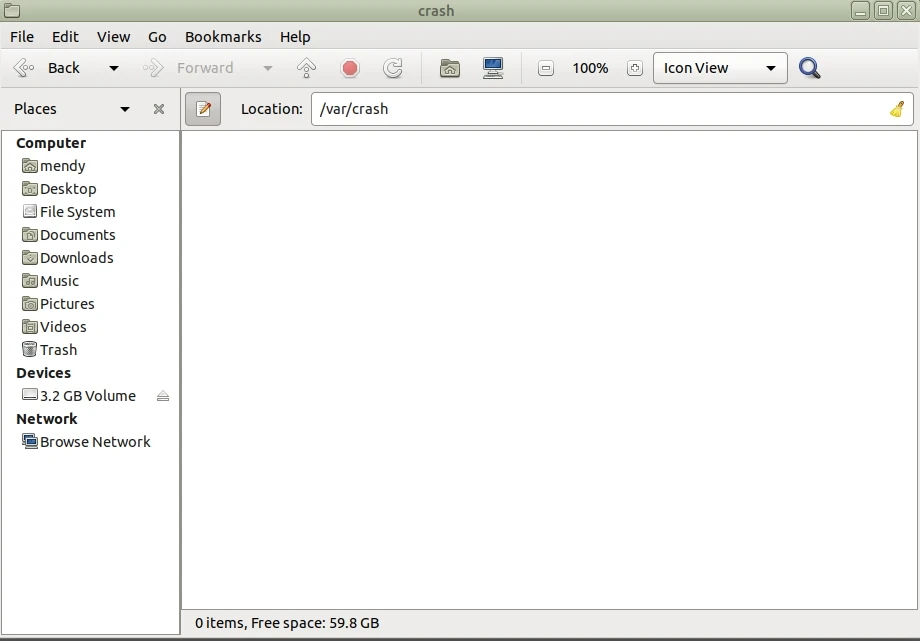 crash
File Edit View Go Bookmarks Help
Back Forward 100% Icon View
Places Location: /var/crash
Computer
mendy
Desktop
File System
Documents
Downloads
Music
Pictures
Videos
Trash
Devices
3.2 GB Volume
Network
Browse Network
0 items, Free space: 59.8 GB